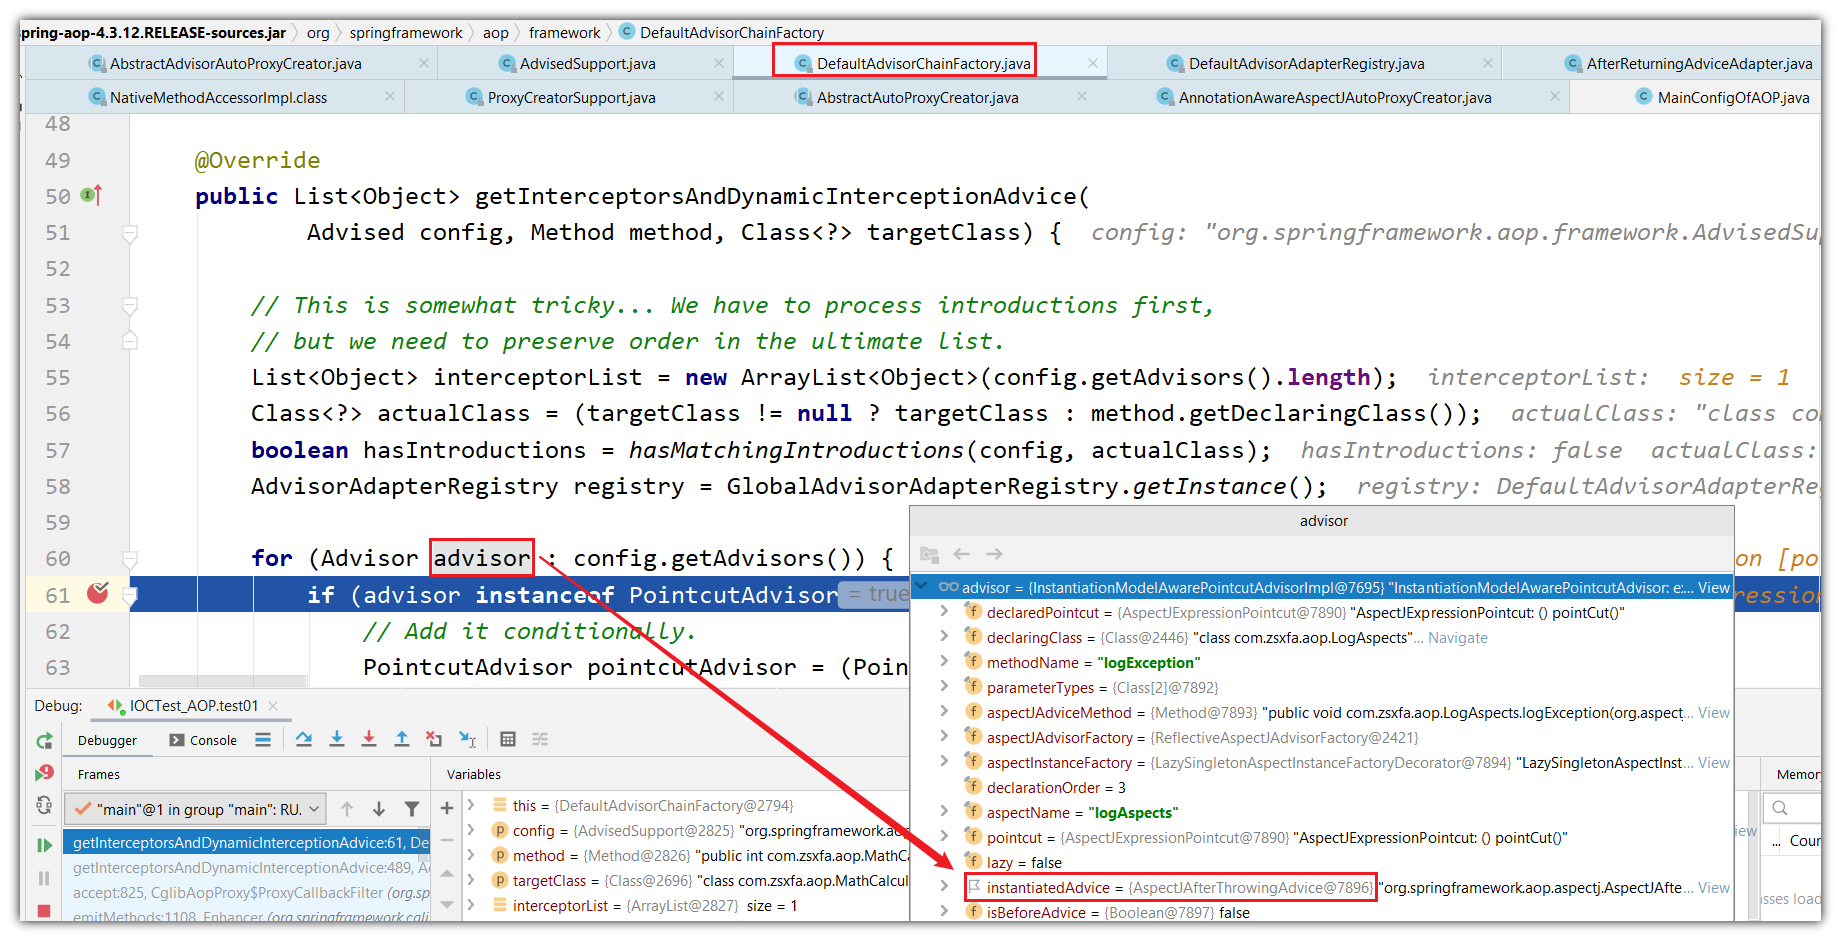 pring-aop-4.3.12.RELEASE-sources.jar org springframework aop framework DefaultAdvisorChainFactory
AbstractAdvisorAutoProxyCreator.java AdvisedSupport.java DefaultAdvisorChainFactory.java DefaultAdvisorAdapterRegistry.java AfterReturningAdviceAdapter.java
NativeMethodAccessorImpl.class ProxyCreatorSupport.java AbstractAutoProxyCreator.java AnnotationAwareAspectJAutoProxyCreator.java MainConfigOfAOP.java
48
49 @Override
50 public List<Object> getInterceptorsAndDynamicInterceptionAdvice(
51 Advised config, Method method, Class<?> targetClass) { config: "org.springframework.aop.framework.AdvisedSup
52
53 // This is somewhat tricky... We have to process introductions first,
54 // but we need to preserve order in the ultimate list.
55 List<Object> interceptorList = new ArrayList<Object>(config.getAdvisors().length); interceptorList: size = 1
56 Class<?> actualClass = (targetClass != null ? targetClass : method.getDeclaringClass()); actualClass: "class co
57 boolean hasIntroductions = hasMatchingIntroductions(config, actualClass); hasIntroductions: false actualClass:
58 AdvisorAdapterRegistry registry = GlobalAdvisorAdapterRegistry.getInstance(); registry: DefaultAdvisorAdapterReg
59
60 for (Advisor advisor : config.getAdvisors()) { on [po
61 if (advisor instanceof PointcutAdvisor = true ression
62 // Add it conditionally.
63 PointcutAdvisor pointcutAdvisor = (Poin
advisor
advisor = {InstantiationModelAwarePointcutAdvisorImpl@7695} "InstantiationModelAwarePointcutAdvisor: e:... View
declaredPointcut = {AspectJExpressionPointcut@7890} "AspectJExpressionPointcut: () pointCut()"
declaringClass = {Class@2446} "class com.zsxfa.aop.LogAspects"... Navigate
methodName = "logException"
parameterTypes = {Class[2]@7892}
aspectJAdviceMethod = {Method@7893} "public void com.zsxfa.aop.LogAspects.logException(org.aspect... View
aspectJAdvisorFactory = {ReflectiveAspectJAdvisorFactory@2421}
aspectInstanceFactory = {LazySingletonAspectInstanceFactoryDecorator@7894} "LazySingletonAspectInst... View
declarationOrder = 3
aspectName = "logAspects"
pointcut = {AspectJExpressionPointcut@7890} "AspectJExpressionPointcut: () pointCut()"
lazy = false
instantiatedAdvice = {AspectJAfterThrowingAdvice@7896} "org.springframework.aop.aspectj.AspectJAfte... View
isBeforeAdvice = {Boolean@7897} false
Debug: IOCTest_AOP.test01
Debugger Console
Frames
"main"@1 in group "main": RU.
getInterceptorsAndDynamicInterceptionAdvice:61, De
getInterceptorsAndDynamicInterceptionAdvice:489, A
accept:825, CglibAopProxy$ProxyCallbackFilter (org.sp
emitMethods:1108, Enhancer (org.springframework.cgli
Variables
this = {DefaultAdvisorChainFactory@2794}
config = {AdvisedSupport@2825} "org.springframework.aop
method = {Method@2826} "public int com.zsxfa.aop.MathCa
targetClass = {Class@2696} "class com.zsxfa.aop.MathCalcul
interceptorList = {ArrayList@2827} size = 1
Memor
... Cour
iew
sses load